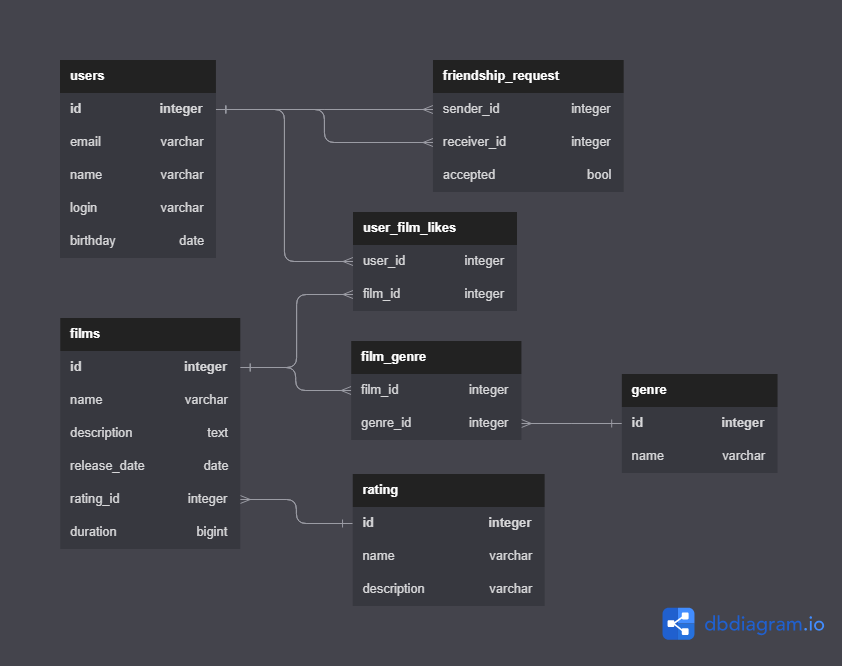 users
id integer
email varchar
name varchar
login varchar
birthday date
friendship_request
sender_id integer
receiver_id integer
accepted bool
user_film_likes
user_id integer
film_id integer
films
id integer
name varchar
description text
release_date date
rating_id integer
duration bigint
film_genre
film_id integer
genre_id integer
genre
id integer
name varchar
rating
id integer
name varchar
description varchar
dbdiagram.io